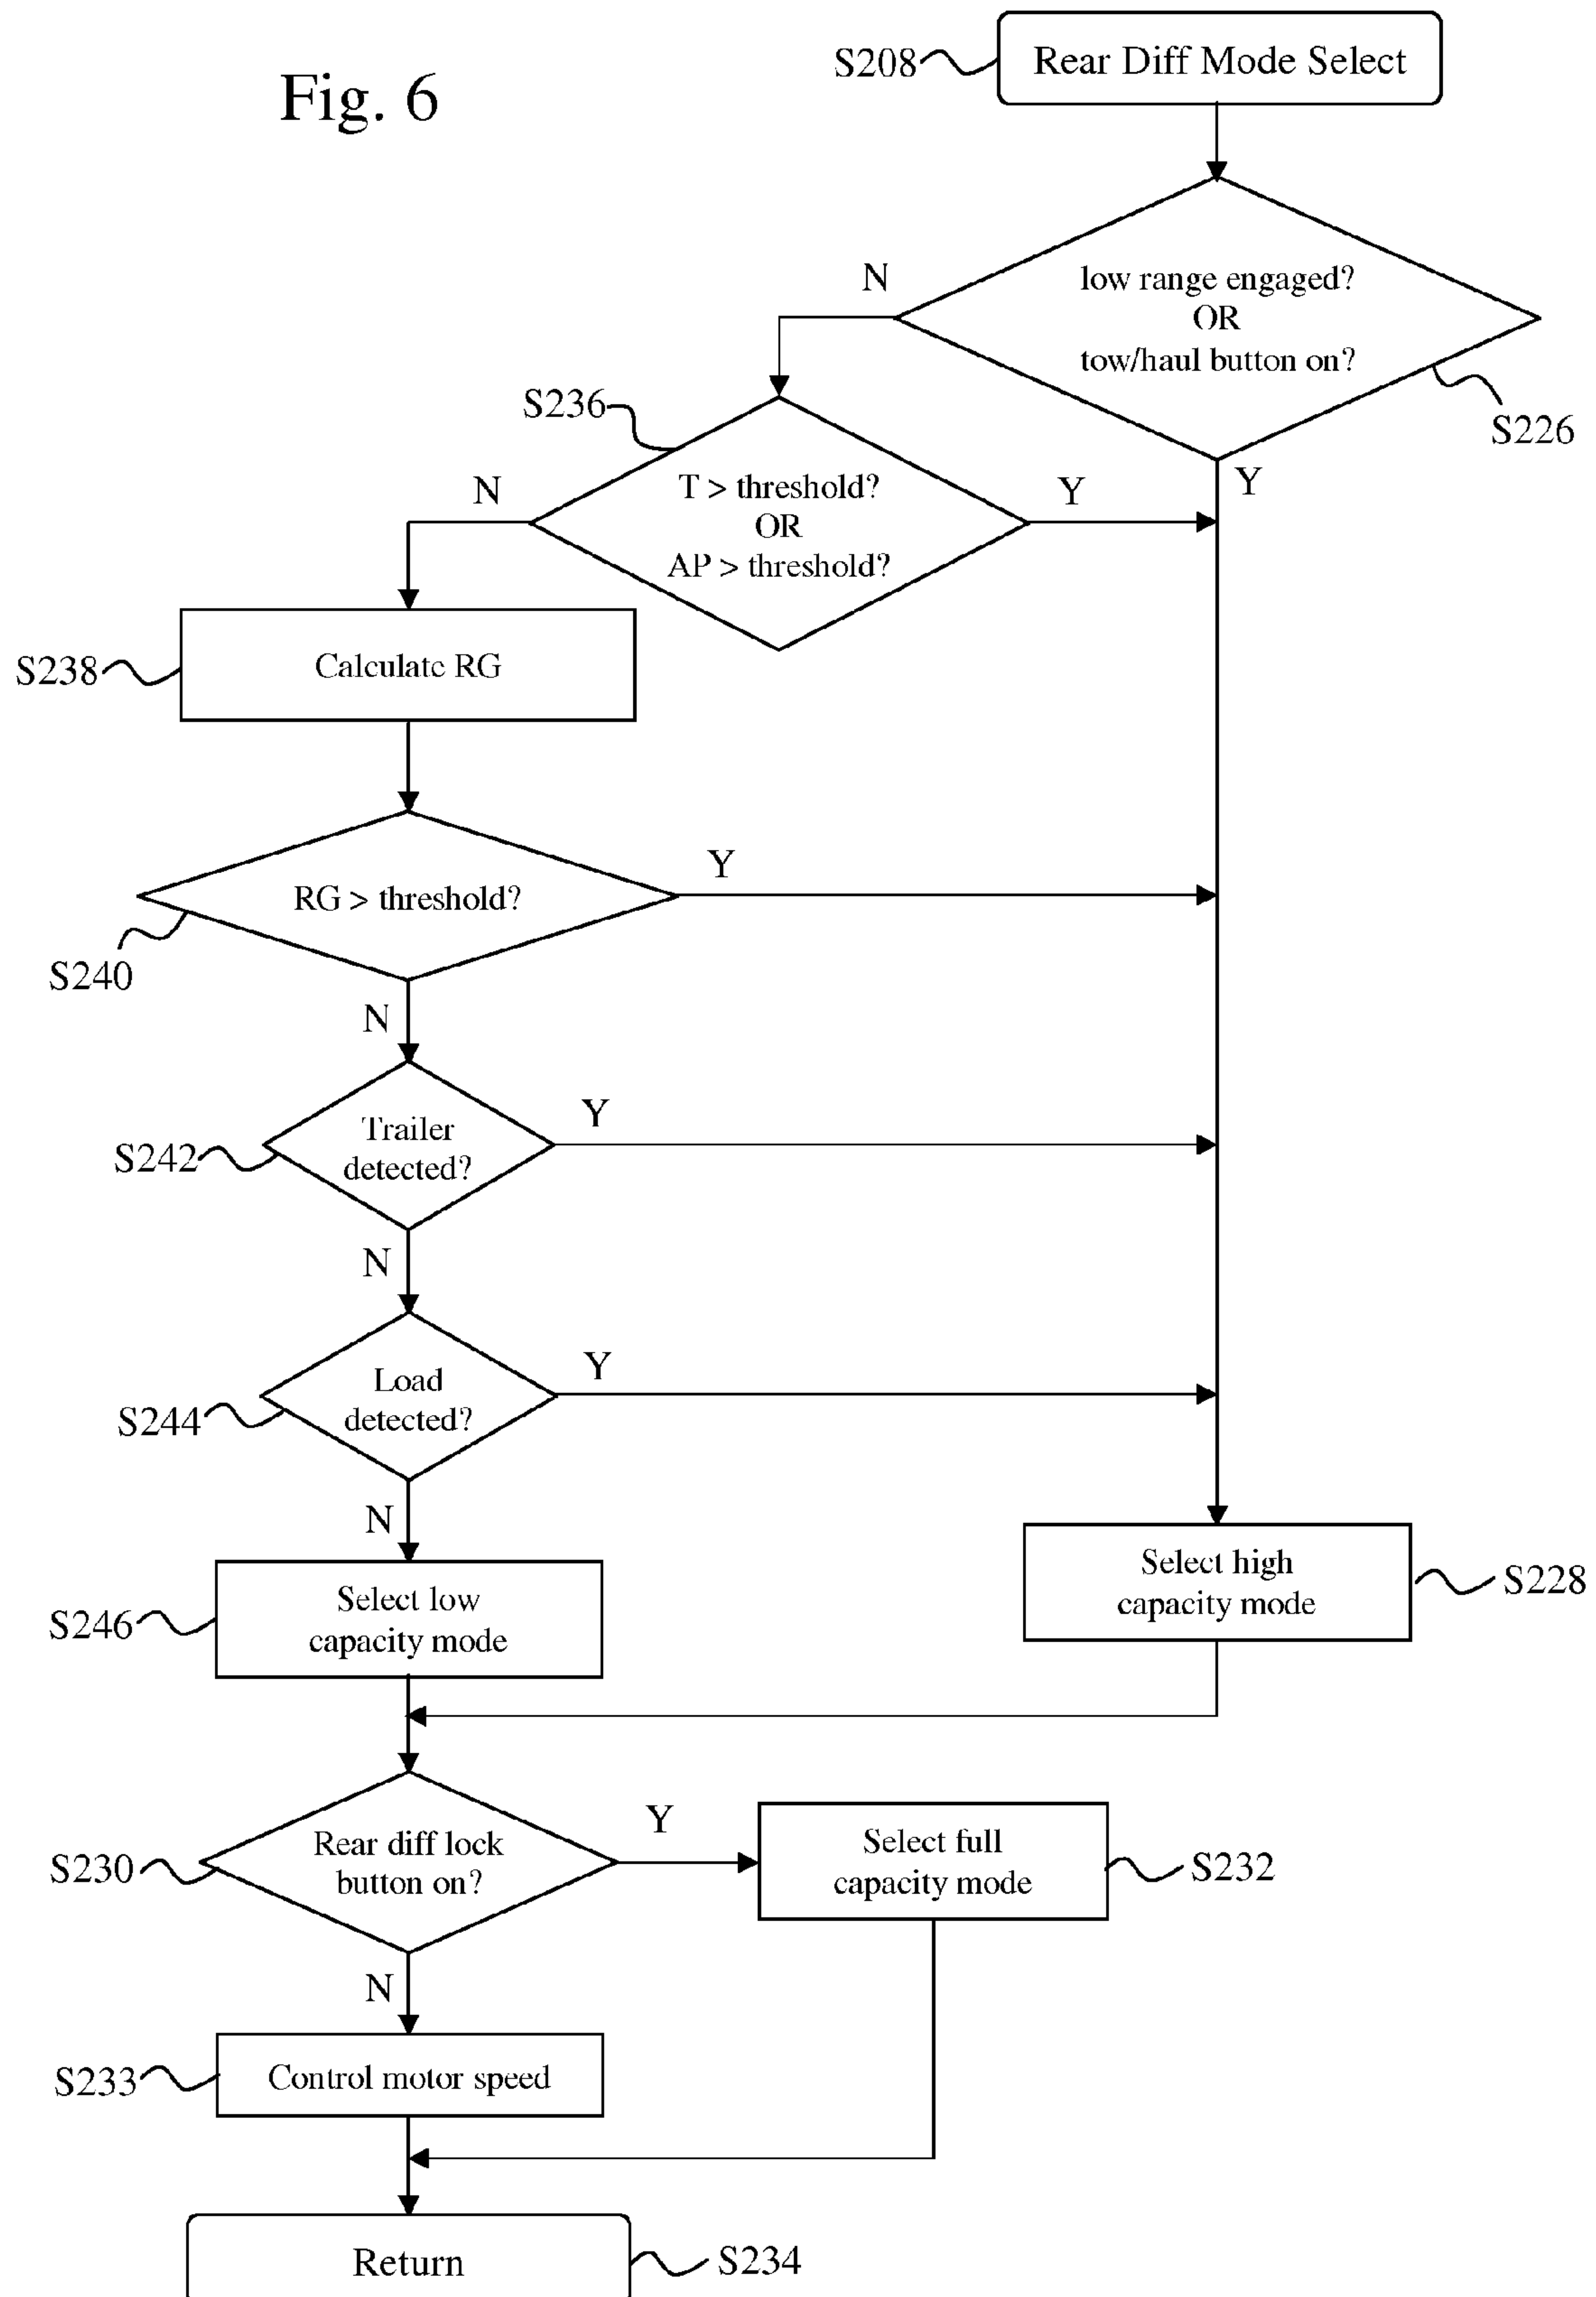 Fig. 6
S208
Rear Diff Mode Select
low range engaged?
OR
tow/haul button on?
N
S226
Y
S236
T > threshold?
OR
AP > threshold?
N
Y
S238
Calculate RG
RG > threshold?
Y
S240
N
Trailer
detected?
Y
S242
N
Load
detected?
Y
S244
N
Select low
capacity mode
S246
Select high
capacity mode
S228
Rear diff lock
button on?
S230
Y
Select full
capacity mode
S232
N
S233
Control motor speed
Return
S234